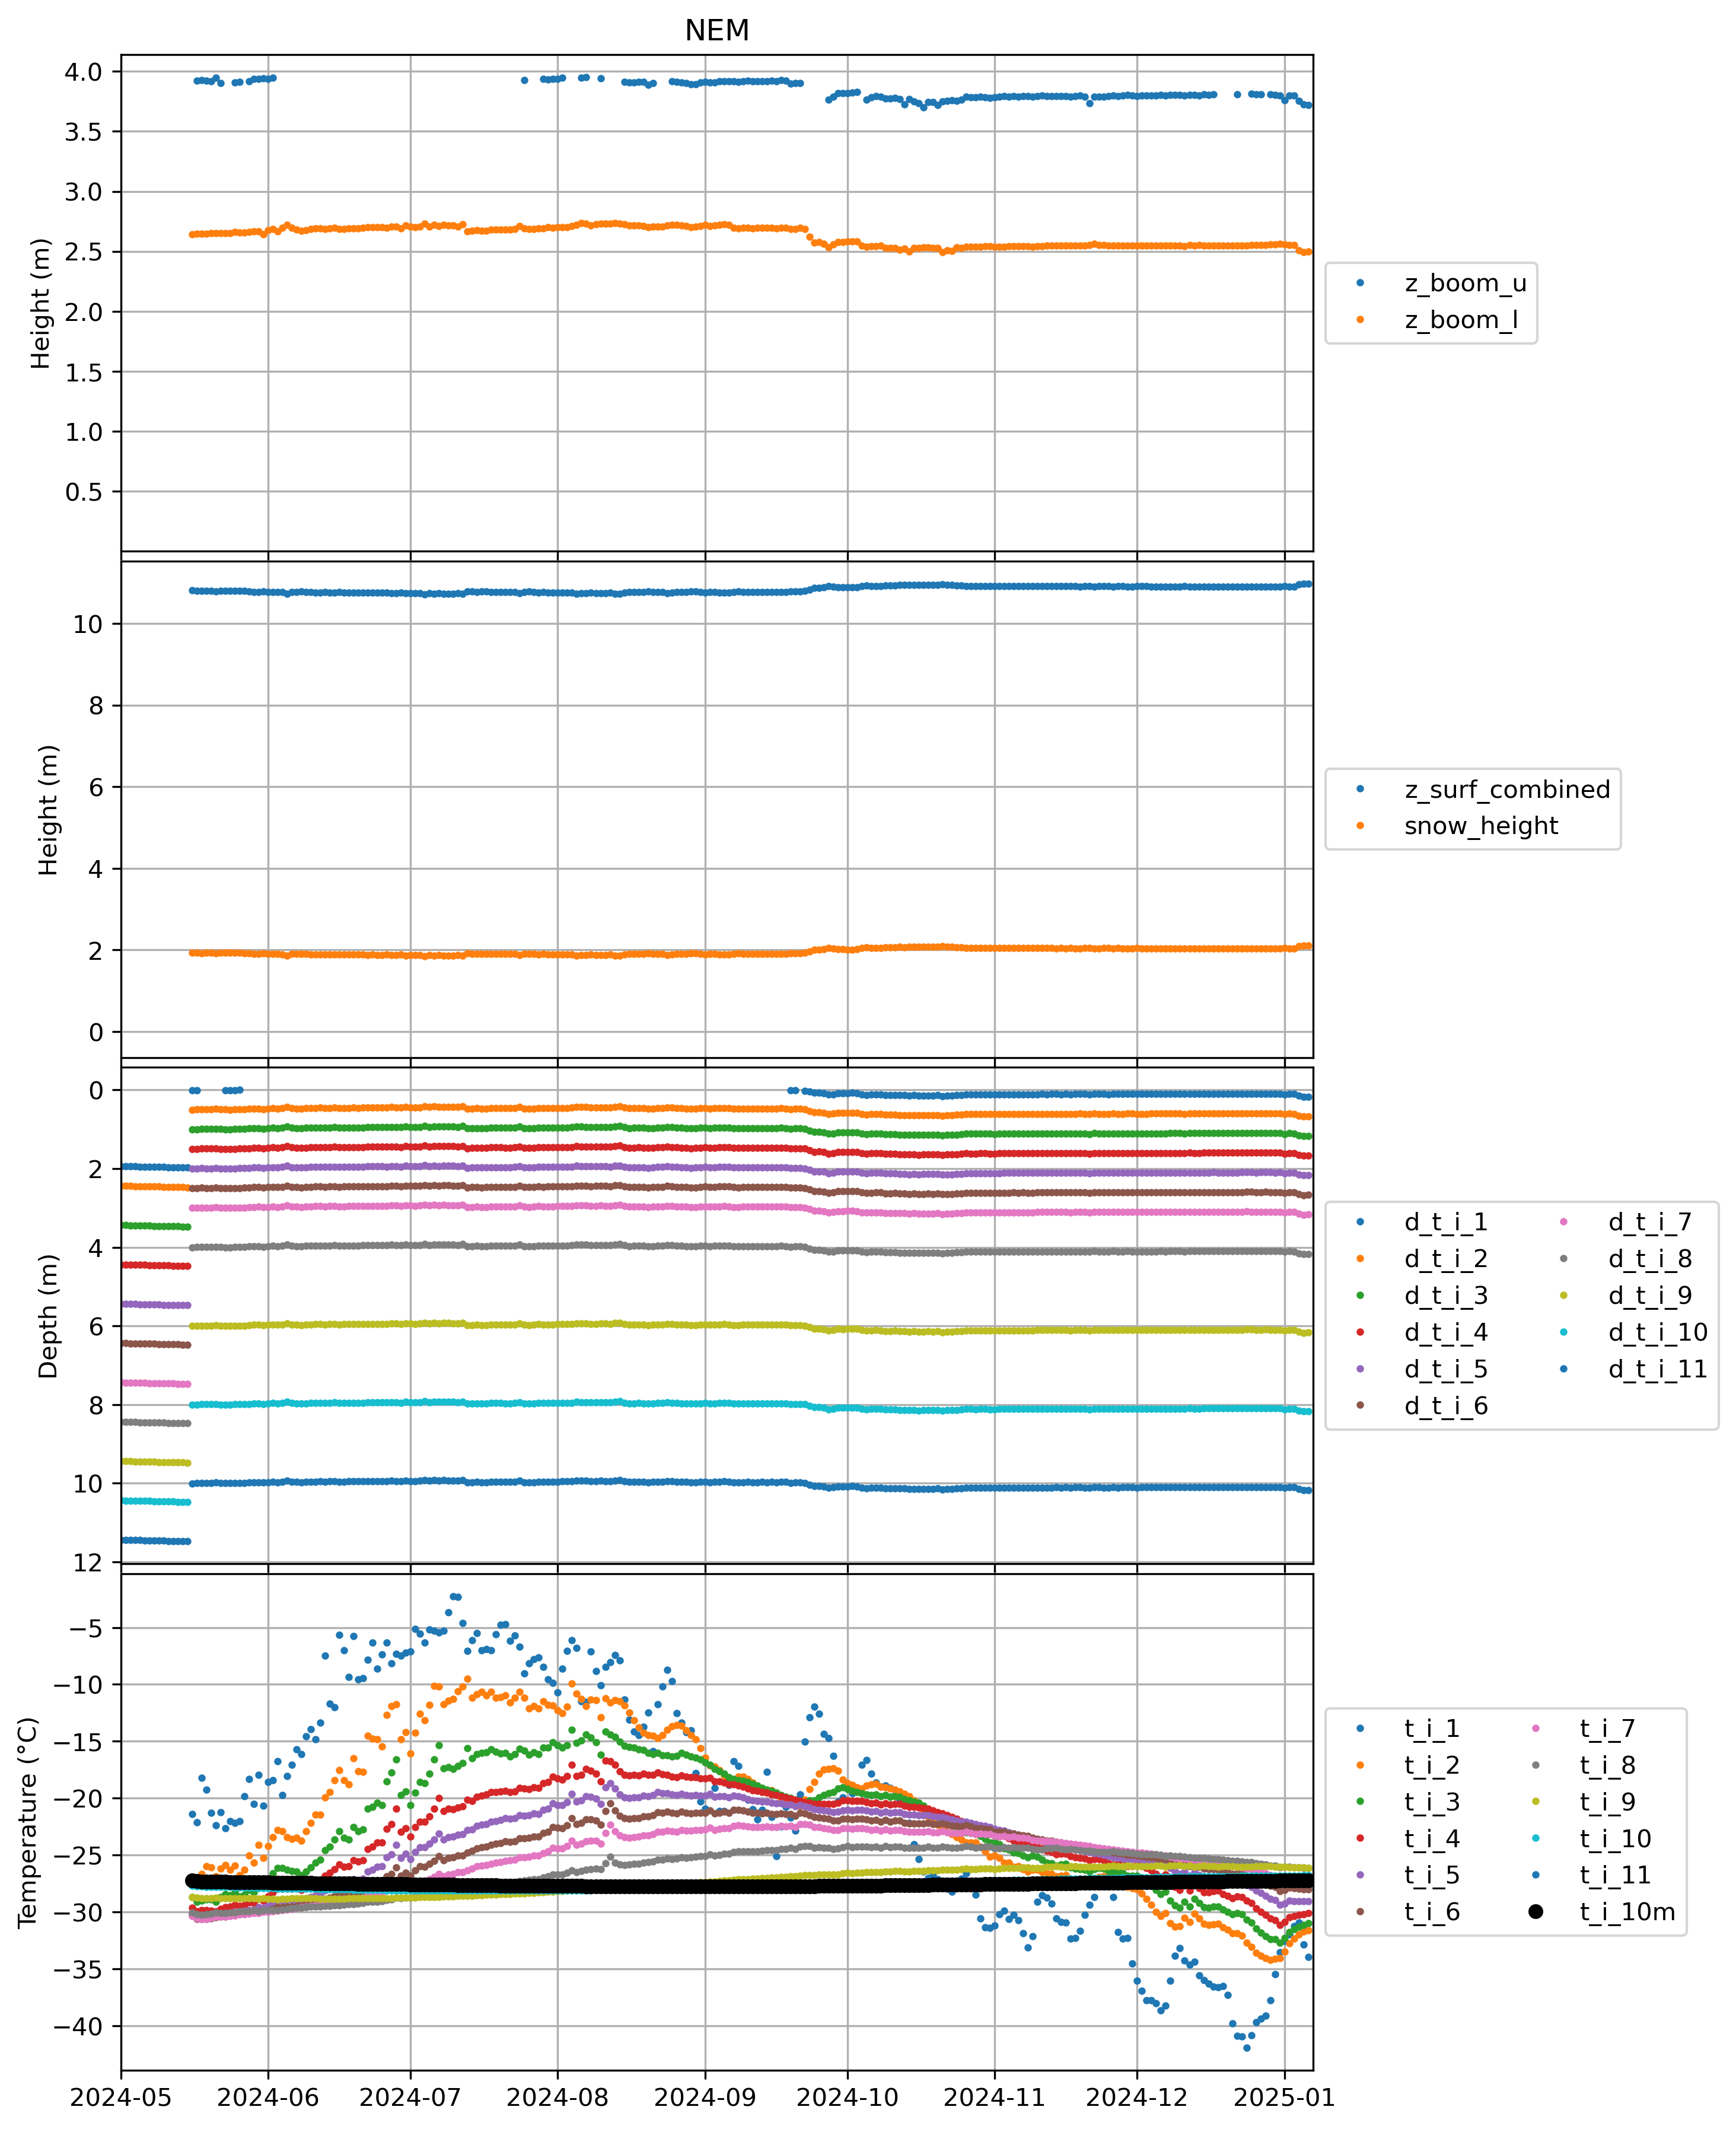 NEM
4.0
3.5
3.0
2.5
2.0
1.5
1.0
0.5
Height (m)
z_boom_u
z_boom_l
10
8
6
4
2
0
Height (m)
z_surf_combined
snow_height
0
2
4
6
8
10
12
Depth (m)
d_t_i_1
d_t_i_2
d_t_i_3
d_t_i_4
d_t_i_5
d_t_i_6
d_t_i_7
d_t_i_8
d_t_i_9
d_t_i_10
d_t_i_11
−5
−10
−15
−20
−25
−30
−35
−40
Temperature (°C)
t_i_1
t_i_2
t_i_3
t_i_4
t_i_5
t_i_6
t_i_7
t_i_8
t_i_9
t_i_10
t_i_11
t_i_10m
2024-05 2024-06 2024-07 2024-08 2024-09 2024-10 2024-11 2024-12 2025-01